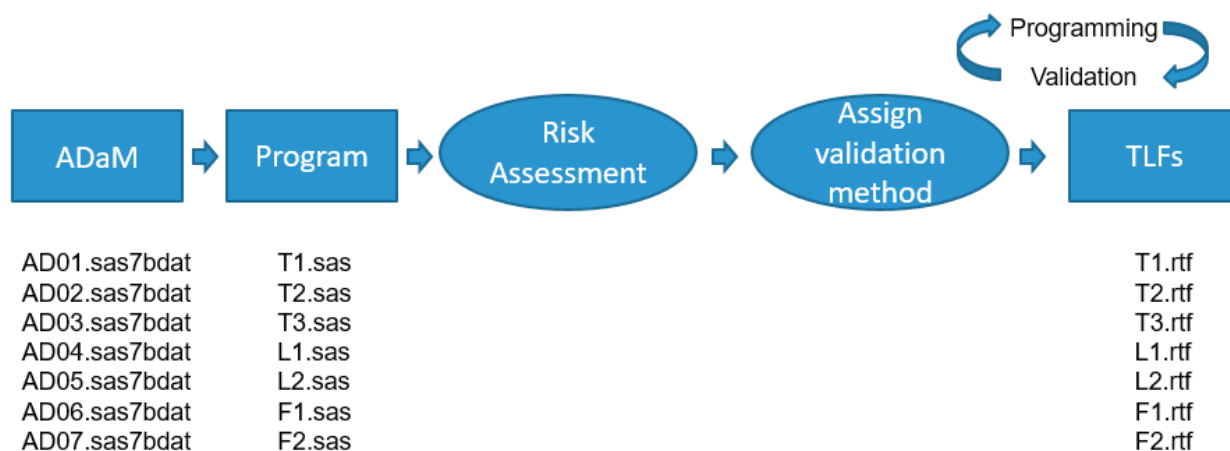 Programming
Validation
ADaM
Program
Risk
Assessment
Assign
validation
method
TLFs
AD01.sas7bdat
AD02.sas7bdat
AD03.sas7bdat
AD04.sas7bdat
AD05.sas7bdat
AD06.sas7bdat
AD07.sas7bdat
T1.sas
T2.sas
T3.sas
L1.sas
L2.sas
F1.sas
F2.sas
T1.rtf
T2.rtf
T3.rtf
L1.rtf
L2.rtf
F1.rtf
F2.rtf